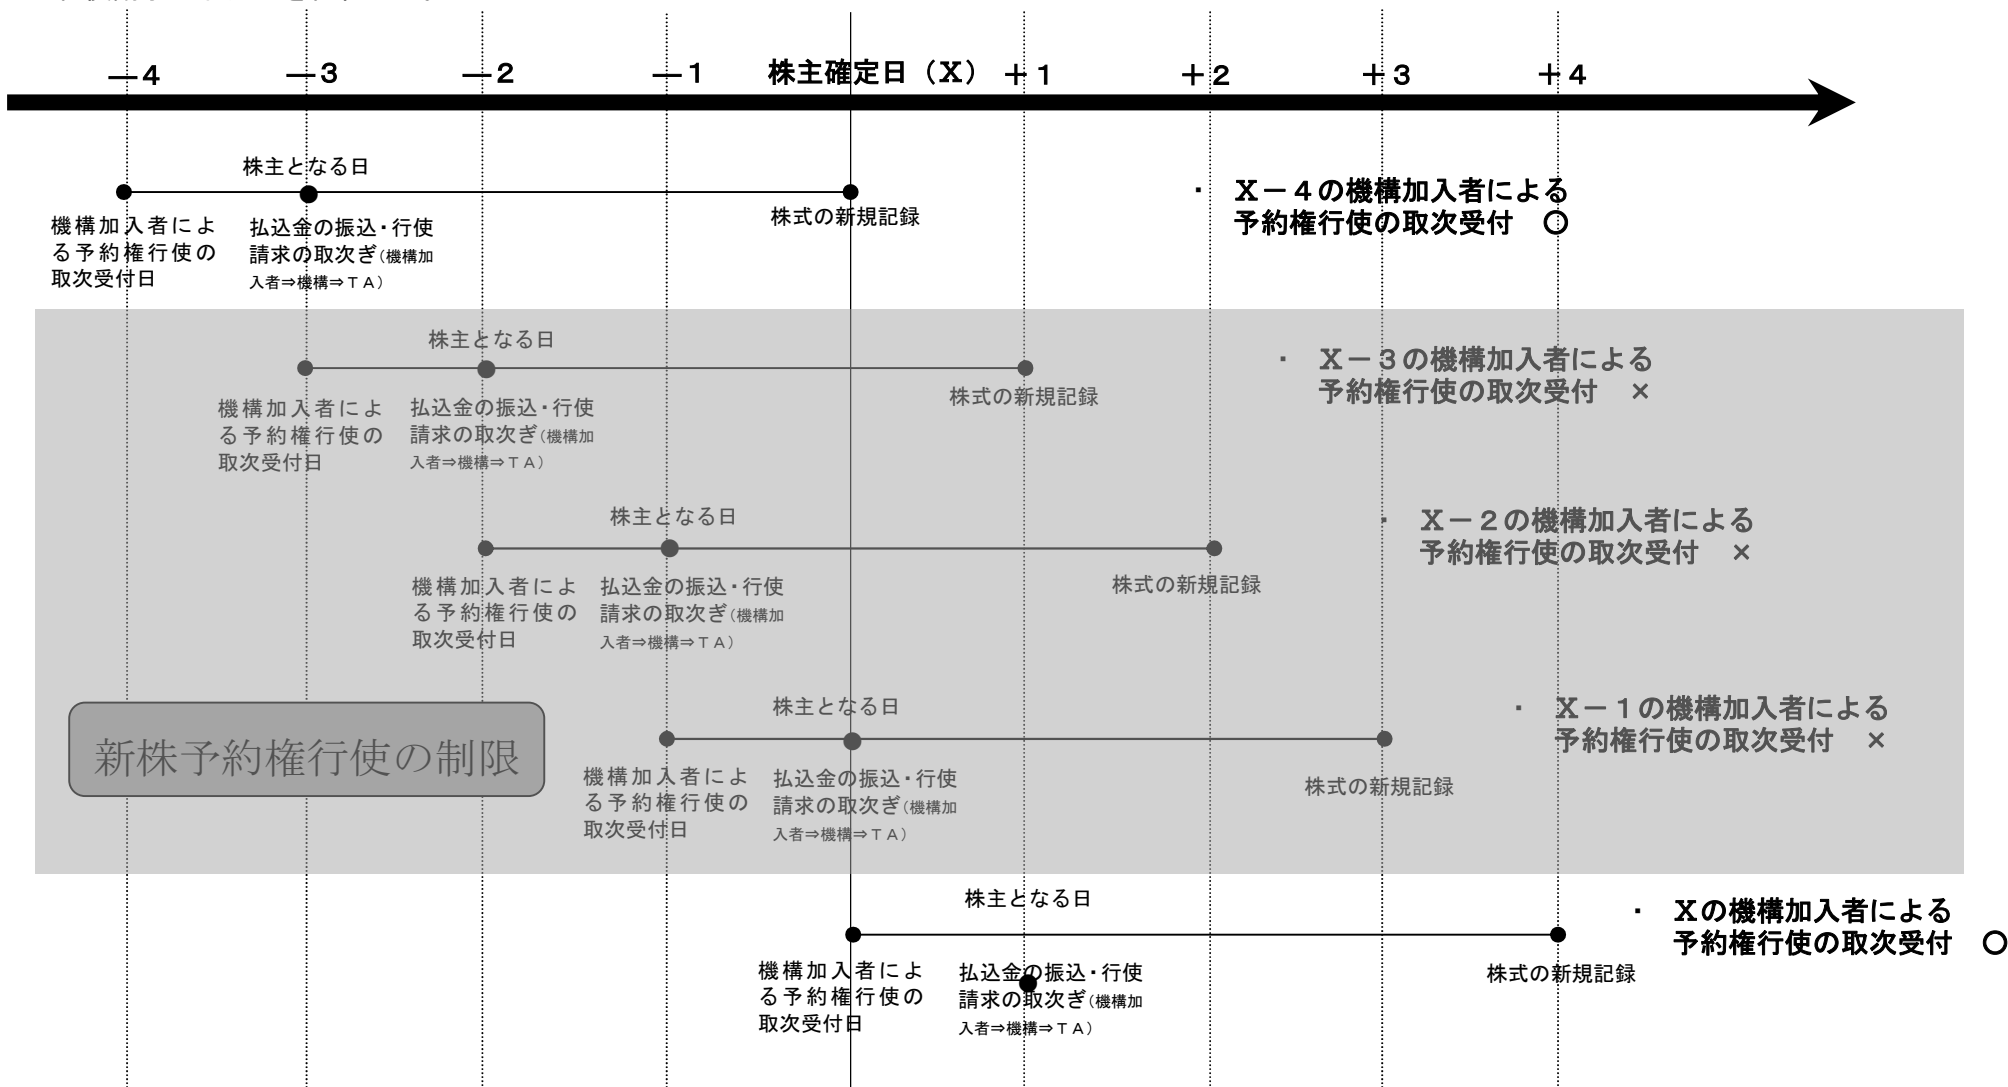 ―4 ―3 ―2 ―1 株主確定日（X） ＋1 ＋2 ＋3 ＋4
株主となる日
機構加入者によ
る予約権行使の
取次受付日
払込金の振込・行使
請求の取次ぎ（機構加
入者⇒機構⇒ＴＡ）
株式の新規記録
・ Ｘ－４の機構加入者による
予約権行使の取次受付 ○
株主となる日
機構加入者によ
る予約権行使の
取次受付日
払込金の振込・行使
請求の取次ぎ（機構加
入者⇒機構⇒ＴＡ）
株式の新規記録
・ Ｘ－３の機構加入者による
予約権行使の取次受付 ×
株主となる日
機構加入者によ
る予約権行使の
取次受付日
払込金の振込・行使
請求の取次ぎ（機構加
入者⇒機構⇒ＴＡ）
株式の新規記録
・ Ｘ－２の機構加入者による
予約権行使の取次受付 ×
新株予約権行使の制限
株主となる日
機構加入者によ
る予約権行使の
取次受付日
払込金の振込・行使
請求の取次ぎ（機構加
入者⇒機構⇒ＴＡ）
株式の新規記録
・ Ｘ－１の機構加入者による
予約権行使の取次受付 ×
株主となる日
機構加入者によ
る予約権行使の
取次受付日
払込金の振込・行使
請求の取次ぎ（機構加
入者⇒機構⇒ＴＡ）
株式の新規記録
・ Ｘの機構加入者による
予約権行使の取次受付 ○